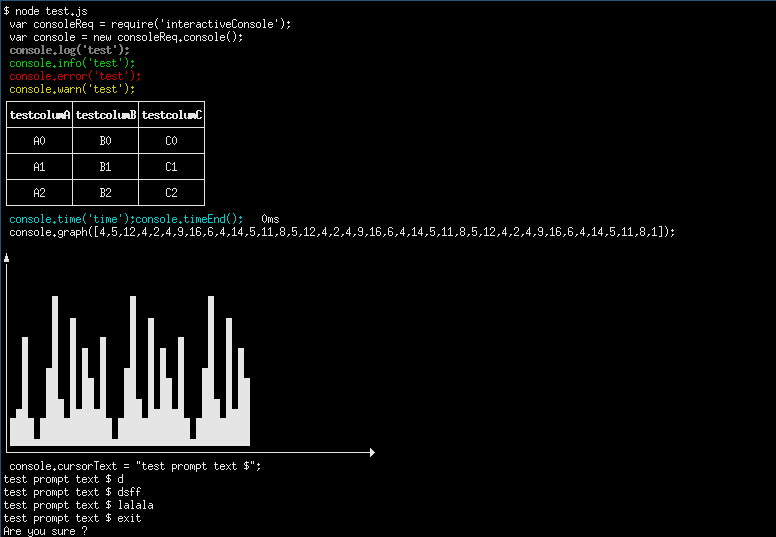 $ node test.js
var consoleReq = require('interactiveConsole');
var console = new consoleReq.console();
console.log('test');
console.info('test');
console.error('test');
console.warn('test');
testcolumA testcolumB testcolumC
A0 B0 C0
A1 B1 C1
A2 B2 C2
console.time('time');console.timeEnd(); 0ms
console.graph([4,5,12,4,2,4,9,16,6,4,14,5,11,8,5,12,4,2,4,9,16,6,4,14,5,11,8,5,12,4,2,4,9,16,6,4,14,5,11,8,1]);
console.cursorText = "test prompt text $";
test prompt text $ d
test prompt text $ dsff
test prompt text $ lalala
test prompt text $ exit
Are you sure ?